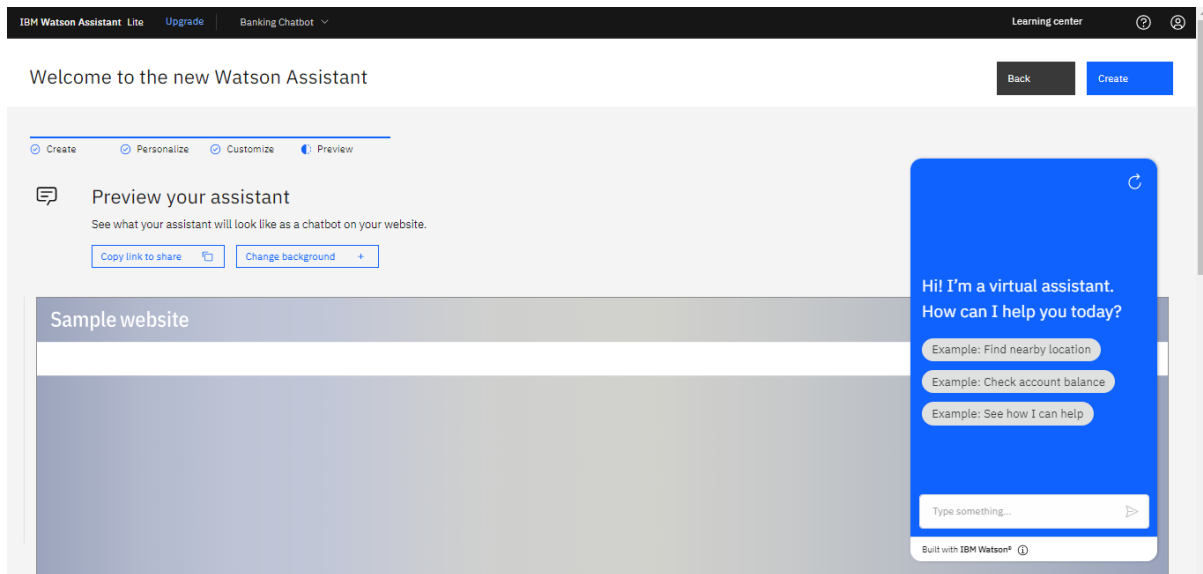 IBM Watson Assistant Lite Upgrade Banking Chatbot Learning center
Welcome to the new Watson Assistant
Back Create
Create Personalize Customize Preview
Preview your assistant
See what your assistant will look like as a chatbot on your website.
Copy link to share Change background +
Sample website
Hi! I'm a virtual assistant.
How can I help you today?
Example: Find nearby location
Example: Check account balance
Example: See how I can help
Type something...
Built with IBM Watson®